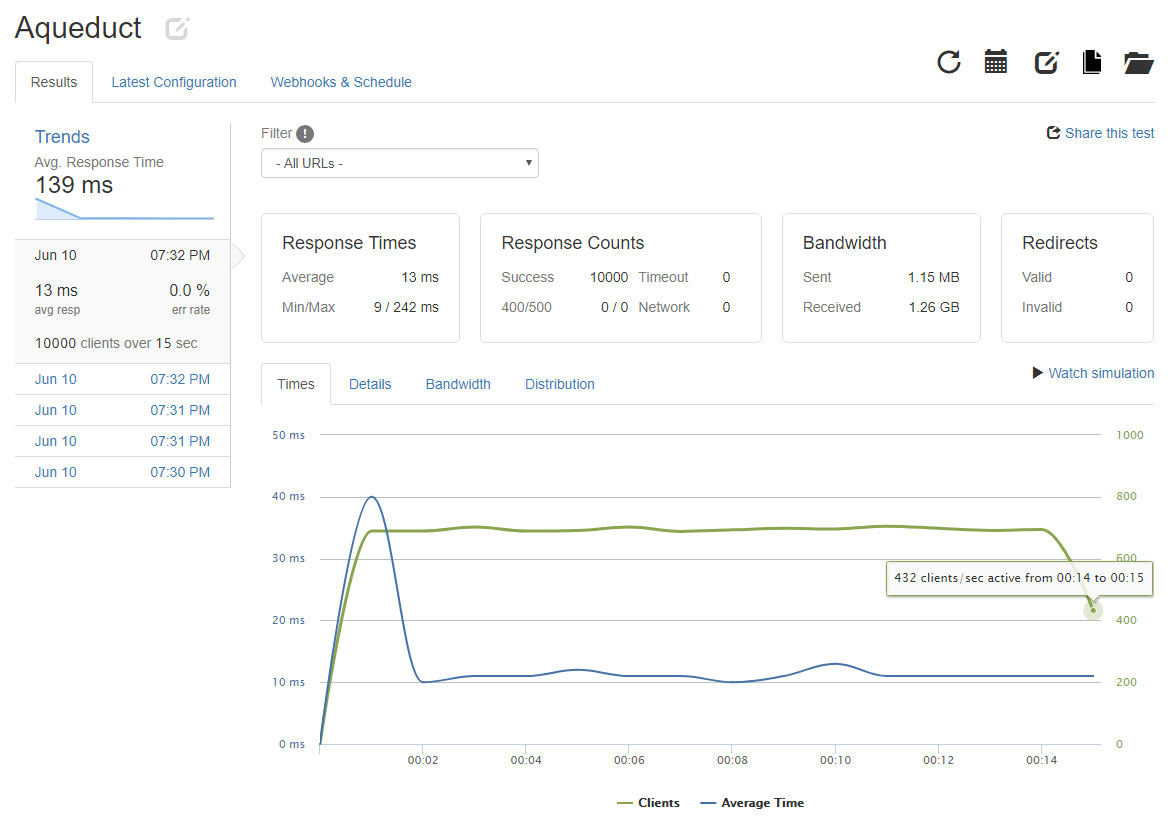 Aqueduct
Results Latest Configuration Webhooks & Schedule
Trends
Avg. Response Time
139 ms
Jun 10 07:32 PM
13 ms 0.0 %
avg resp err rate
10000 clients over 15 sec
Jun 10 07:32 PM
Jun 10 07:31 PM
Jun 10 07:31 PM
Jun 10 07:30 PM
Filter !
Share this test
- All URLs -
Response Times
Average 13 ms
Min/Max 9 / 242 ms
Response Counts
Success 10000 Timeout 0
400/500 0 / 0 Network 0
Bandwidth
Sent 1.15 MB
Received 1.26 GB
Redirects
Valid 0
Invalid 0
Times Details Bandwidth Distribution
Watch simulation
50 ms 1000
40 ms 800
30 ms 600
432 clients/sec active from 00:14 to 00:15
20 ms 400
10 ms 200
0 ms 0
00:02 00:04 00:06 00:08 00:10 00:12 00:14
Clients Average Time